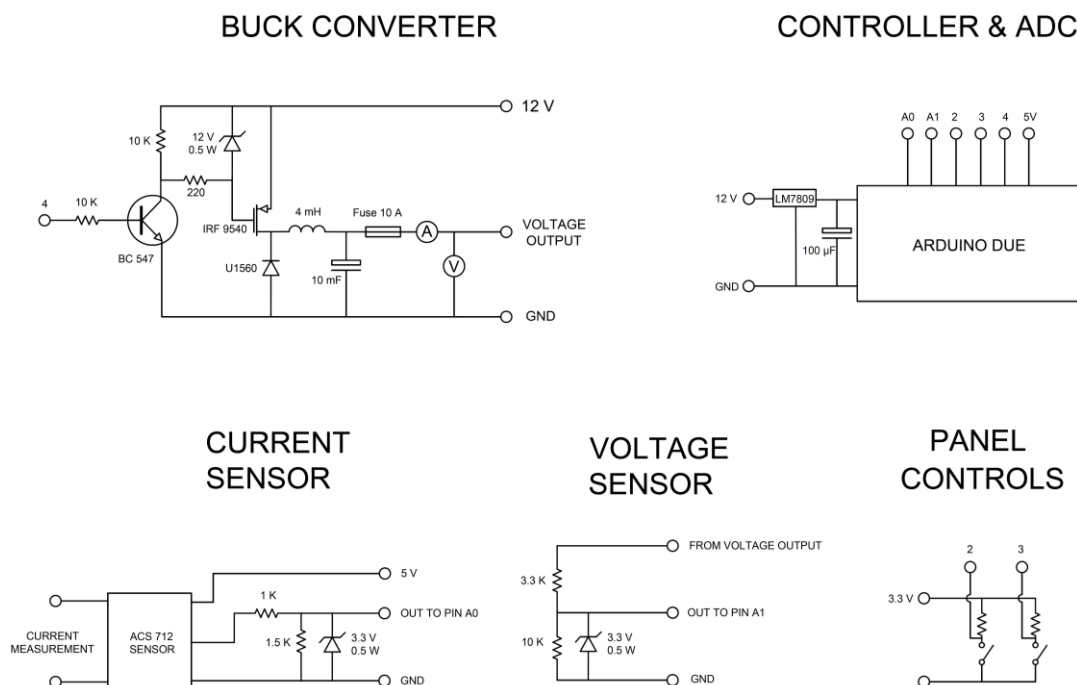 BUCK CONVERTER
CONTROLLER & ADC
12 V
10 K
12 V
0.5 W
220
4
10 K
BC 547
IRF 9540
4 mH
Fuse 10 A
A
VOLTAGE
OUTPUT
U1560
10 mF
V
GND
A0 A1 2 3 4 5V
12 V
LM7809
100 µF
ARDUINO DUE
GND
CURRENT
SENSOR
5 V
1 K
OUT TO PIN A0
CURRENT
MEASUREMENT
ACS 712
SENSOR
1.5 K
3.3 V
0.5 W
GND
VOLTAGE
SENSOR
FROM VOLTAGE OUTPUT
3.3 K
OUT TO PIN A1
10 K
3.3 V
0.5 W
GND
PANEL
CONTROLS
2 3
3.3 V